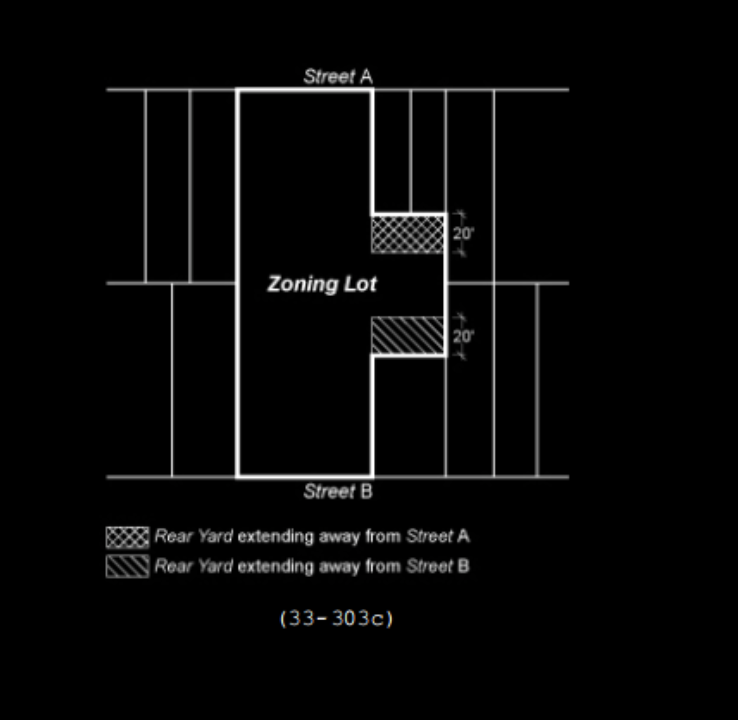 Street A
20'
Zoning Lot
20'
Street B
Rear Yard extending away from Street A
Rear Yard extending away from Street B
(33-303c)